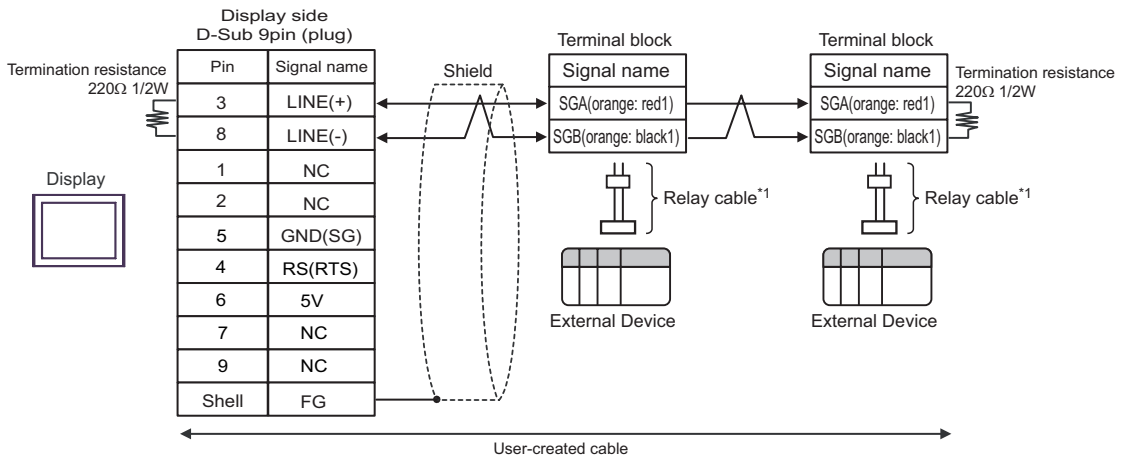 Display side
D-Sub 9pin (plug)
Terminal block
Terminal block
Termination resistance
220Ω 1/2W
Pin Signal name
Shield
Signal name
Signal name
Termination resistance
220Ω 1/2W
3 LINE(+)
SGA(orange: red1)
SGA(orange: red1)
8 LINE(-)
SGB(orange: black1)
SGB(orange: black1)
1 NC
Display
2 NC
Relay cable*1
Relay cable*1
5 GND(SG)
4 RS(RTS)
6 5V
7 NC
External Device
External Device
9 NC
Shell FG
User-created cable